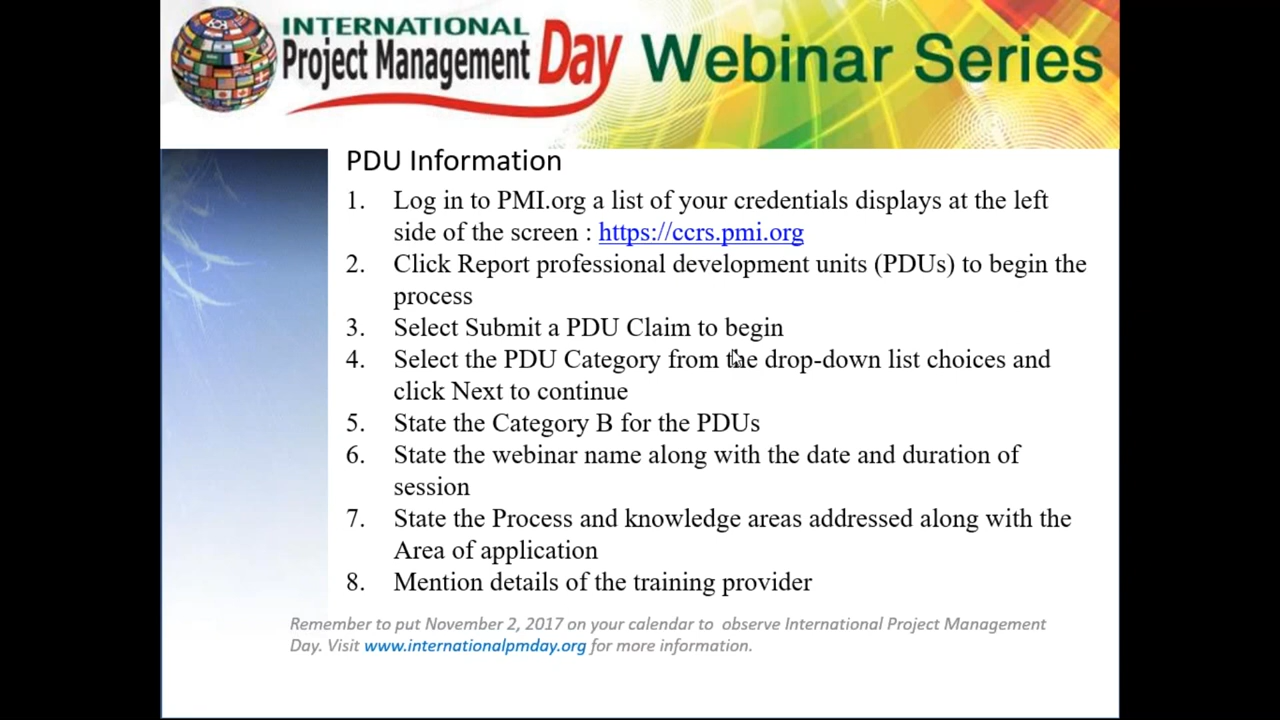 INTERNATIONAL
Project Management Day Webinar Series
PDU Information
1. Log in to PMI.org a list of your credentials displays at the left
side of the screen : https://ccrs.pmi.org
2. Click Report professional development units (PDUs) to begin the
process
3. Select Submit a PDU Claim to begin
4. Select the PDU Category from the drop-down list choices and
click Next to continue
5. State the Category B for the PDUs
6. State the webinar name along with the date and duration of
session
7. State the Process and knowledge areas addressed along with the
Area of application
8. Mention details of the training provider
Remember to put November 2, 2017 on your calendar to observe International Project Management
Day. Visit www.internationalpmday.org for more information.